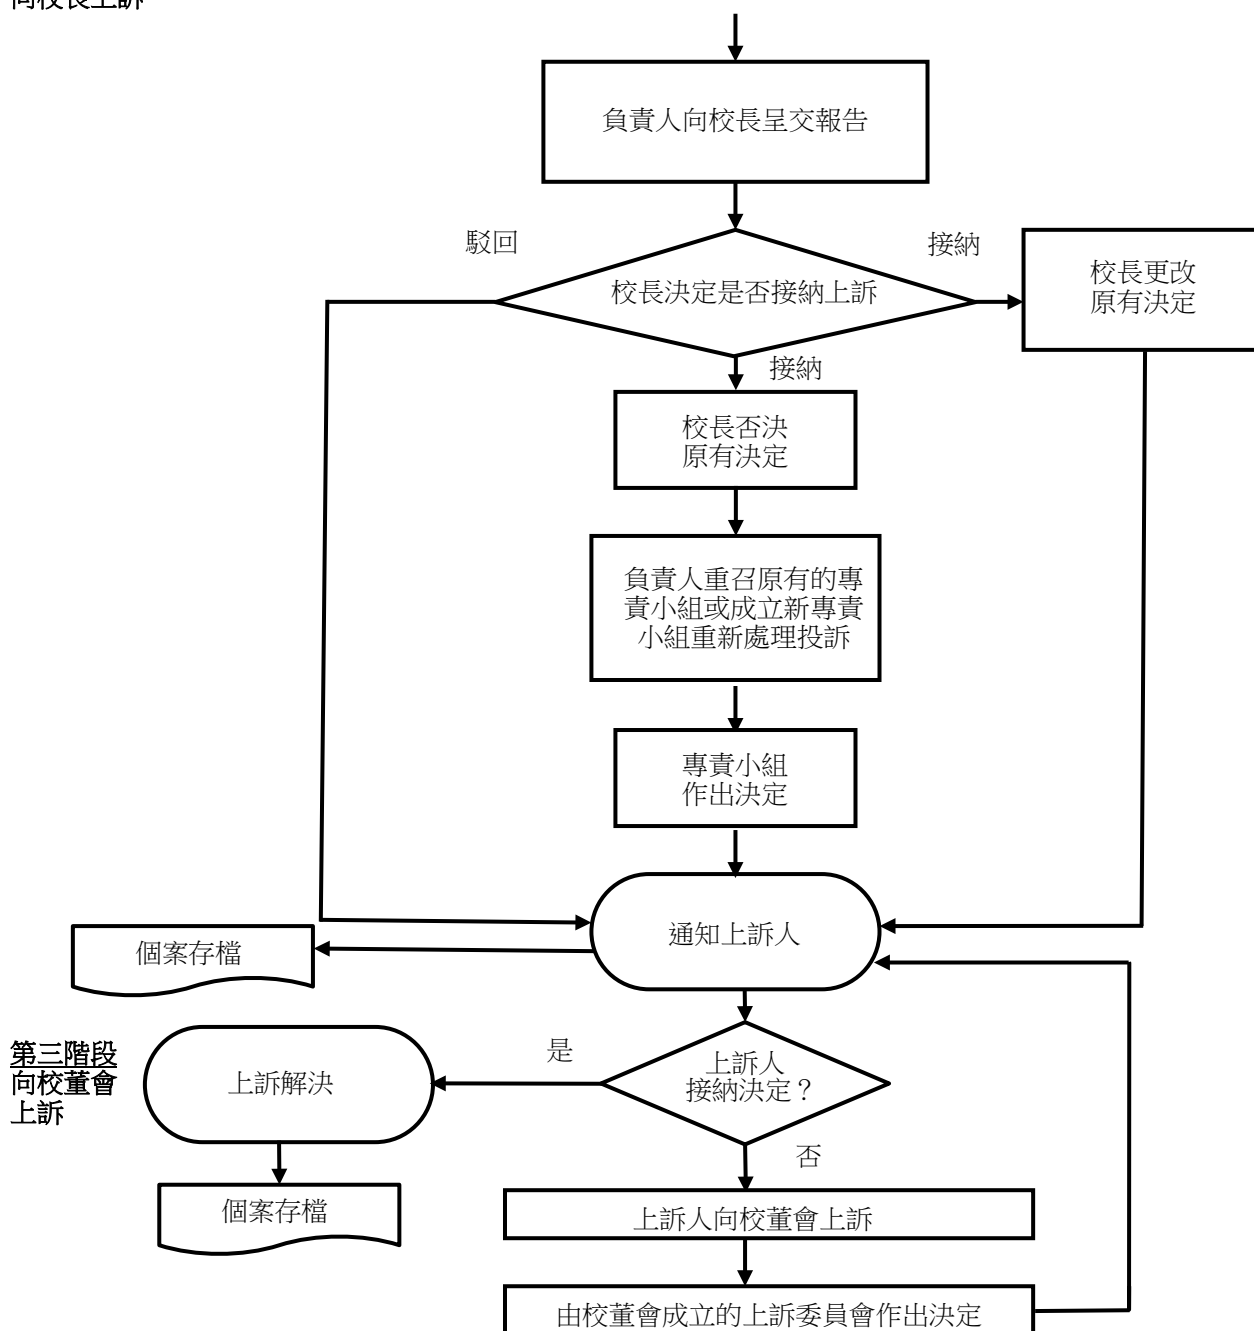 向校長上訴
負責人向校長呈交報告
駁回
接納
校長決定是否接納上訴
校長更改
原有決定
接納
校長否決
原有決定
負責人重召原有的專
責小組或成立新專責
小組重新處理投訴
專責小組
作出決定
通知上訴人
個案存檔
第三階段
向校董會
上訴
上訴解決
是
上訴人
接納決定？
否
個案存檔
上訴人向校董會上訴
由校董會成立的上訴委員會作出決定